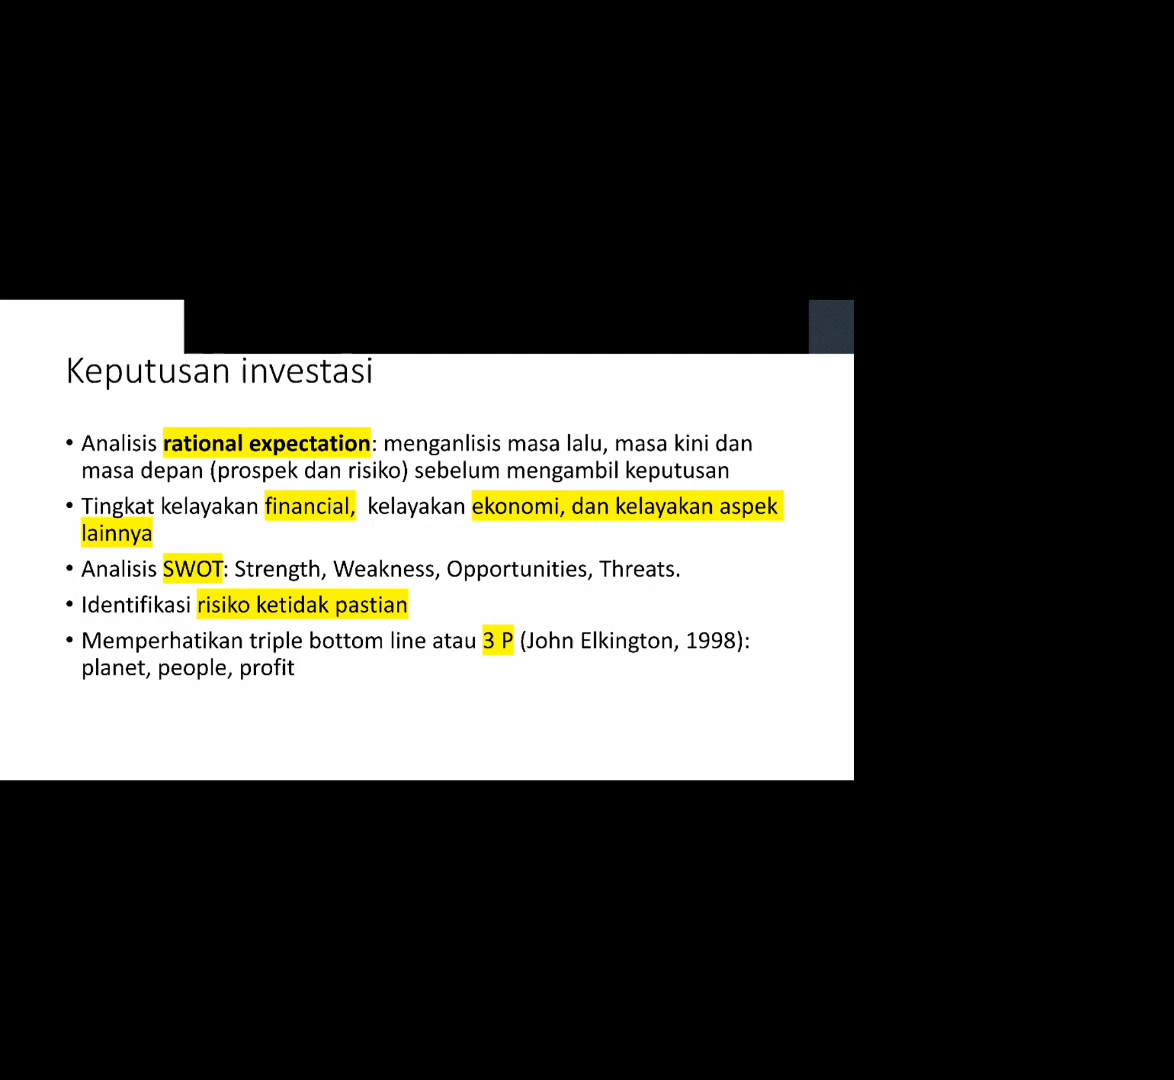 Keputusan investasi
• Analisis rational expectation: menganlisis masa lalu, masa kini dan
masa depan (prospek dan risiko) sebelum mengambil keputusan
• Tingkat kelayakan financial, kelayakan ekonomi, dan kelayakan aspek
lainnya
• Analisis SWOT: Strength, Weakness, Opportunities, Threats.
• Identifikasi risiko ketidak pastian
• Memperhatikan triple bottom line atau 3 P (John Elkington, 1998):
planet, people, profit